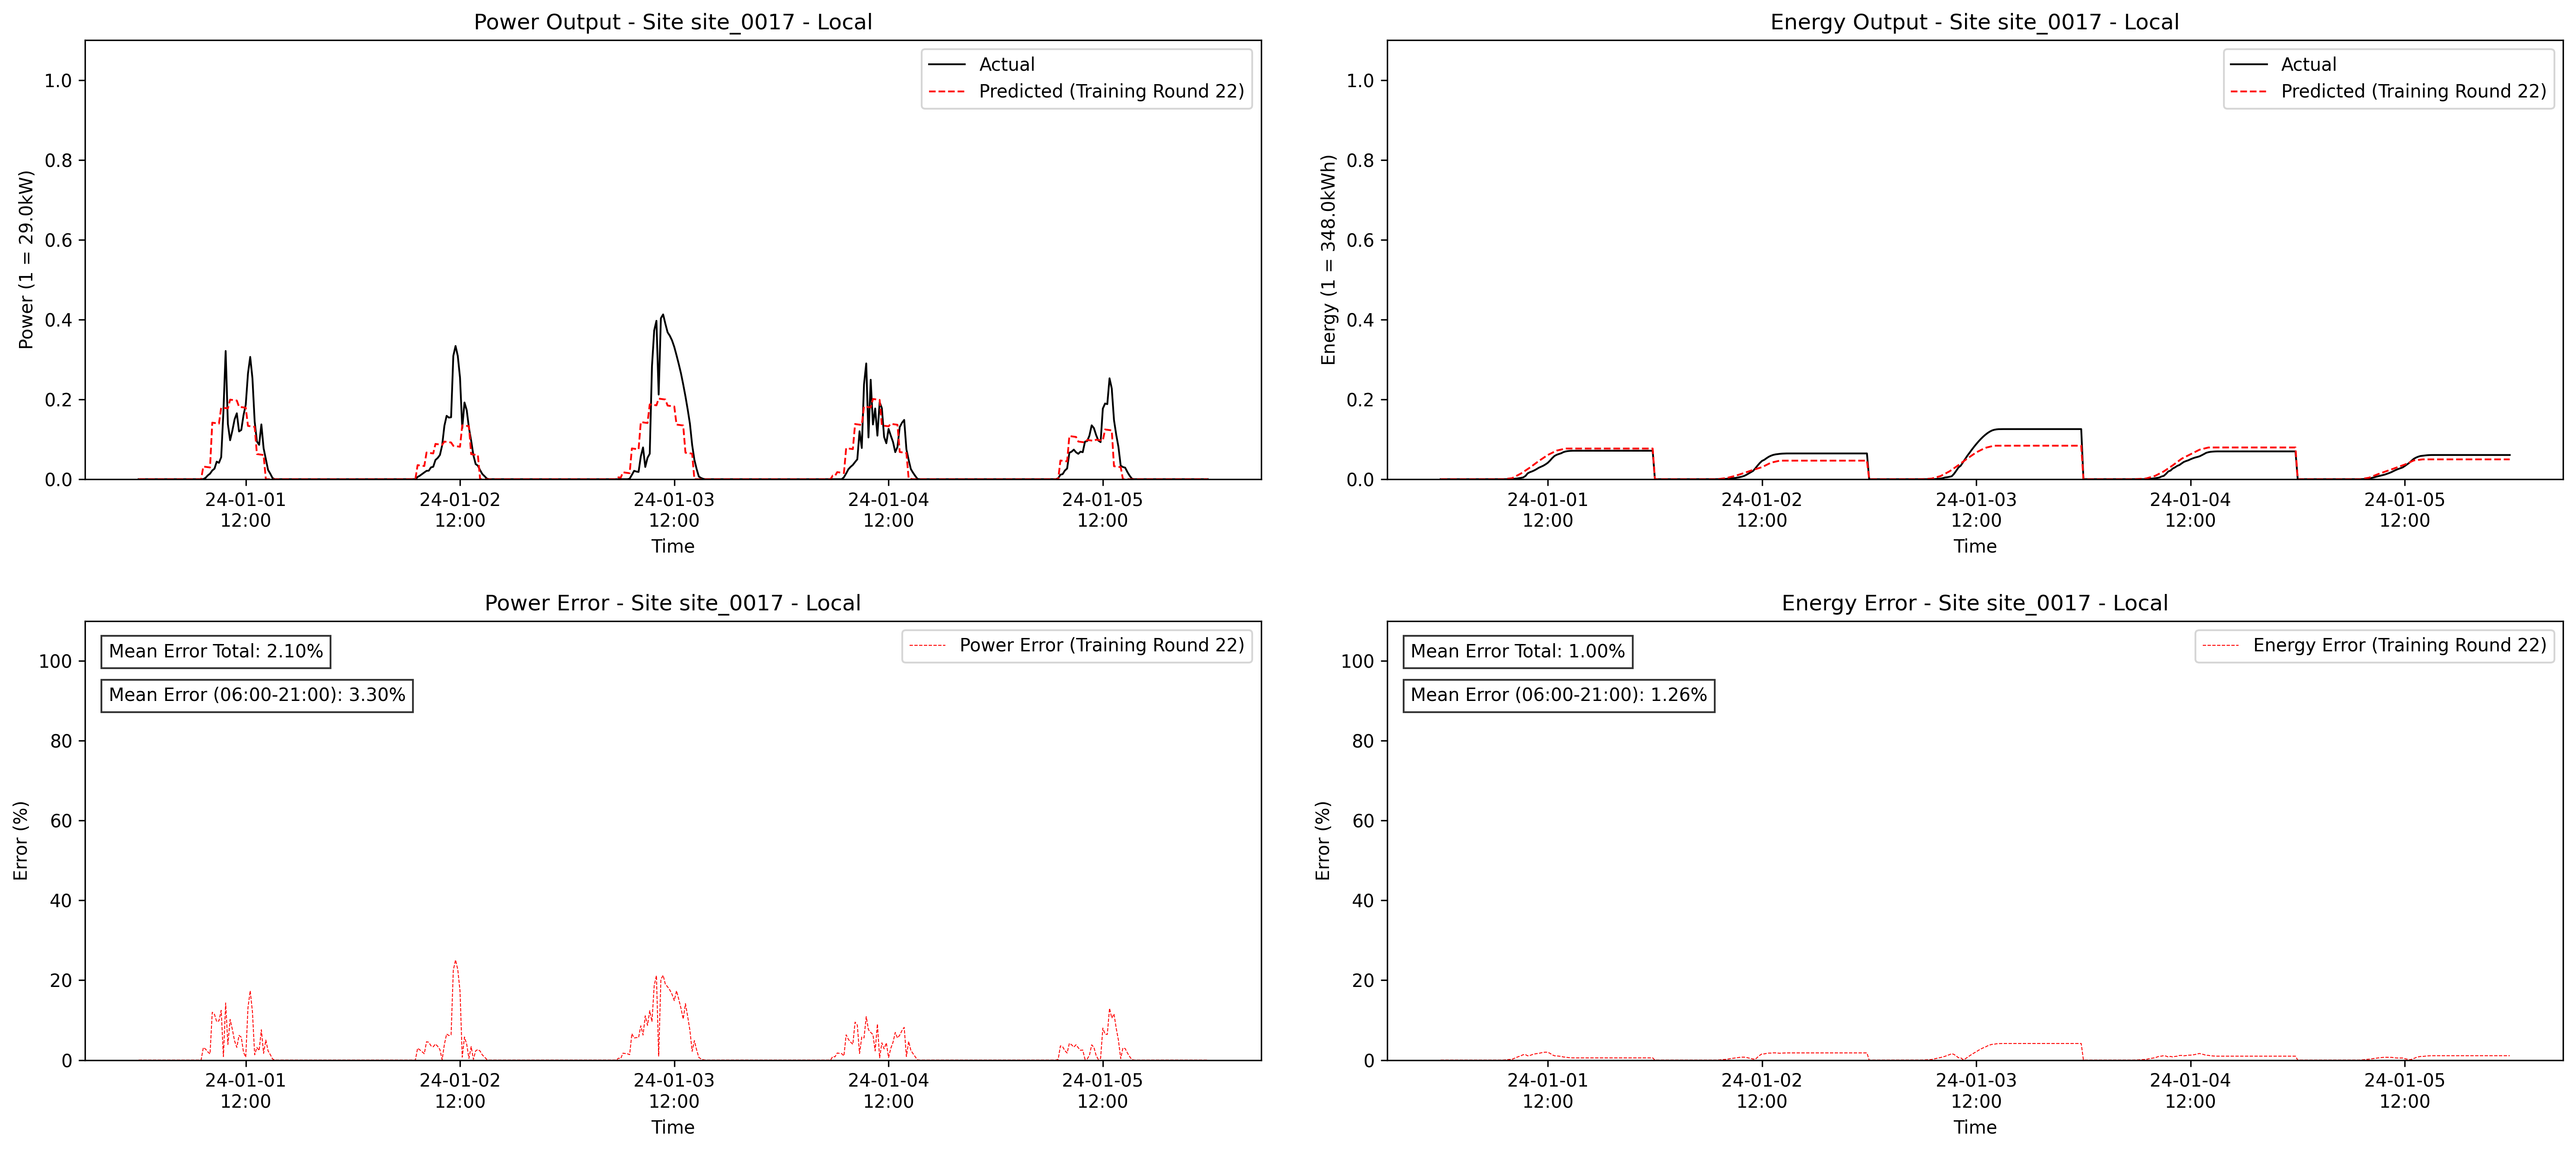 Power Output - Site site_0017 - Local
Actual
Predicted (Training Round 22)
1.0
0.8
0.6
0.4
0.2
0.0
Power (1 = 29.0kW)
24-01-01
12:00
24-01-02
12:00
24-01-03
12:00
24-01-04
12:00
24-01-05
12:00
Time
Energy Output - Site site_0017 - Local
Actual
Predicted (Training Round 22)
1.0
0.8
0.6
0.4
0.2
0.0
Energy (1 = 348.0kWh)
24-01-01
12:00
24-01-02
12:00
24-01-03
12:00
24-01-04
12:00
24-01-05
12:00
Time
Power Error - Site site_0017 - Local
Mean Error Total: 2.10%
Mean Error (06:00-21:00): 3.30%
Power Error (Training Round 22)
100
80
60
40
20
0
Error (%)
24-01-01
12:00
24-01-02
12:00
24-01-03
12:00
24-01-04
12:00
24-01-05
12:00
Time
Energy Error - Site site_0017 - Local
Mean Error Total: 1.00%
Mean Error (06:00-21:00): 1.26%
Energy Error (Training Round 22)
100
80
60
40
20
0
Error (%)
24-01-01
12:00
24-01-02
12:00
24-01-03
12:00
24-01-04
12:00
24-01-05
12:00
Time